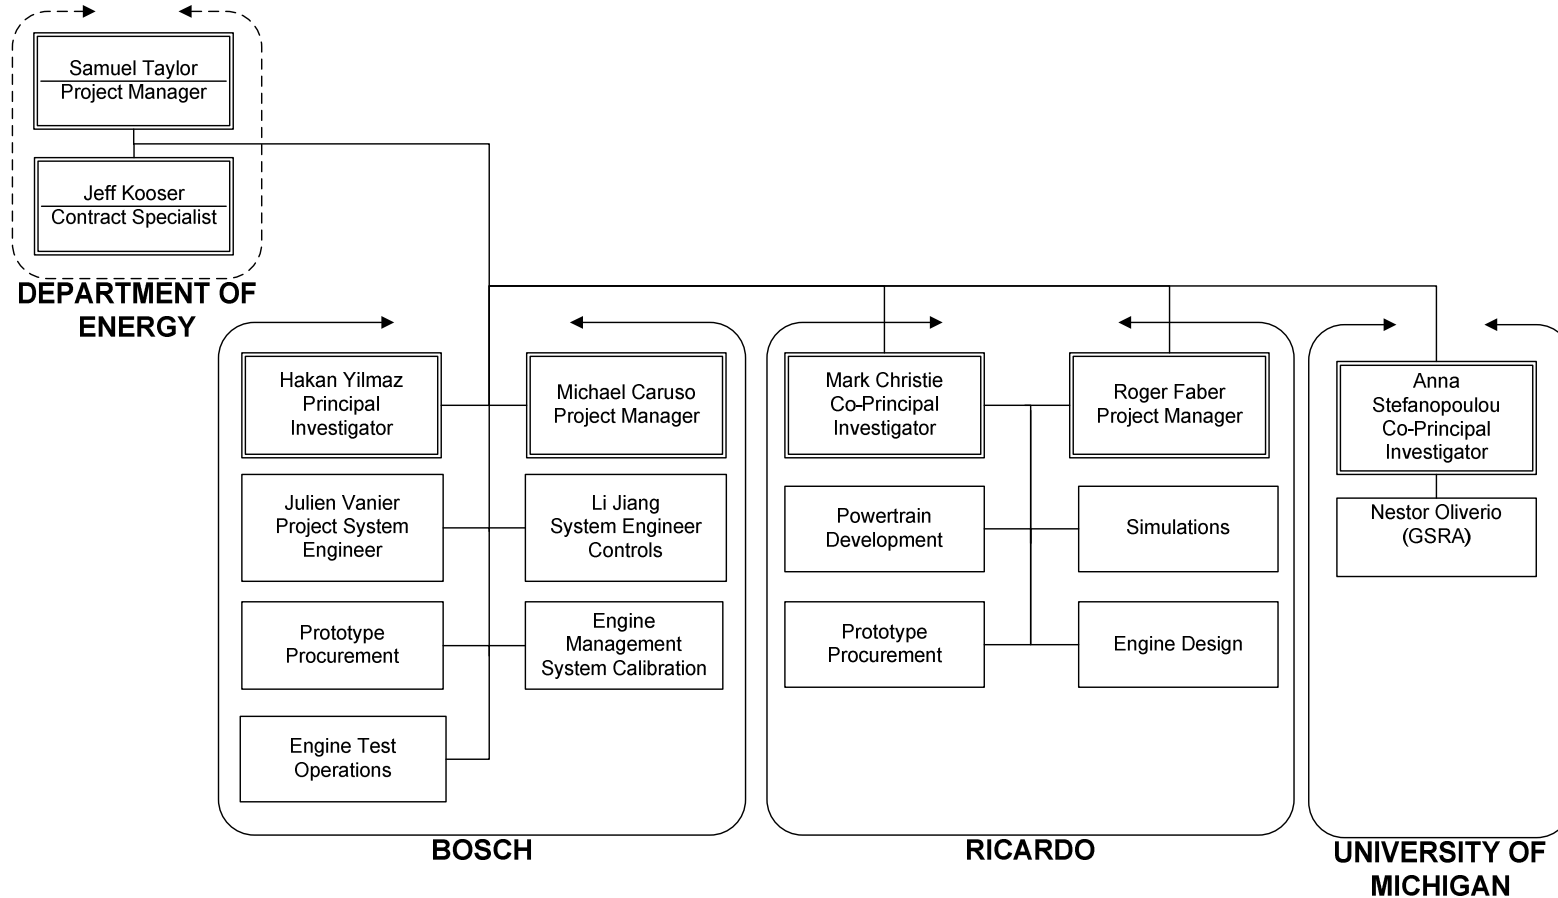 Samuel Taylor
Project Manager
Jeff Kooser
Contract Specialist
DEPARTMENT OF
ENERGY
Hakan Yilmaz
Principal
Investigator
Michael Caruso
Project Manager
Julien Vanier
Project System
Engineer
Li Jiang
System Engineer
Controls
Prototype
Procurement
Engine
Management
System Calibration
Engine Test
Operations
BOSCH
Mark Christie
Co-Principal
Investigator
Roger Faber
Project Manager
Powertrain
Development
Simulations
Prototype
Procurement
Engine Design
RICARDO
Anna
Stefanopoulou
Co-Principal
Investigator
Nestor Oliverio
(GSRA)
UNIVERSITY OF
MICHIGAN